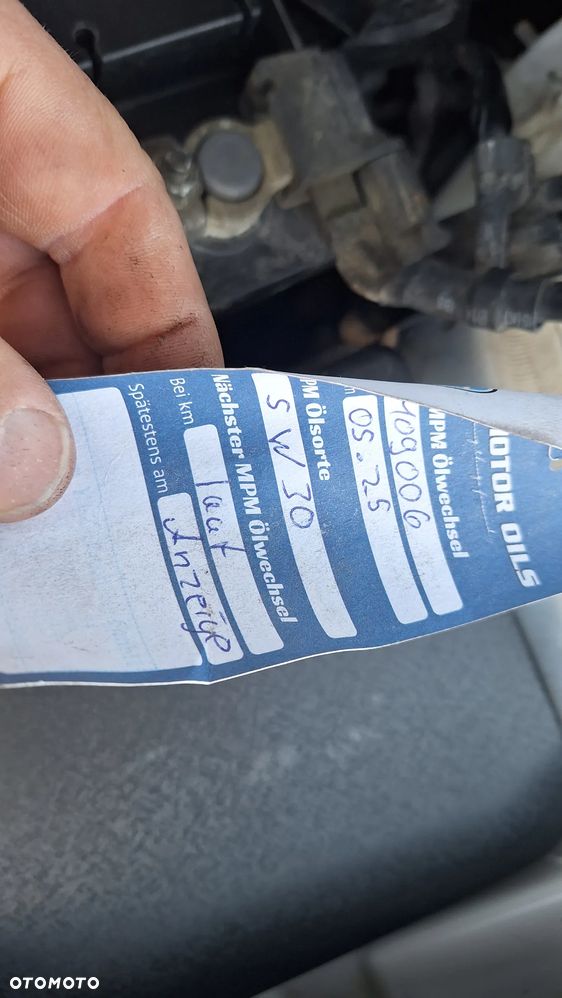 MOTOR OILS
MPM Ölwechsel
109006
05.25
MPM Ölsorte
5W30
Nächster MPM Ölwechsel
Bei km laut
Spätestens am Anzeige
OTOMOTO